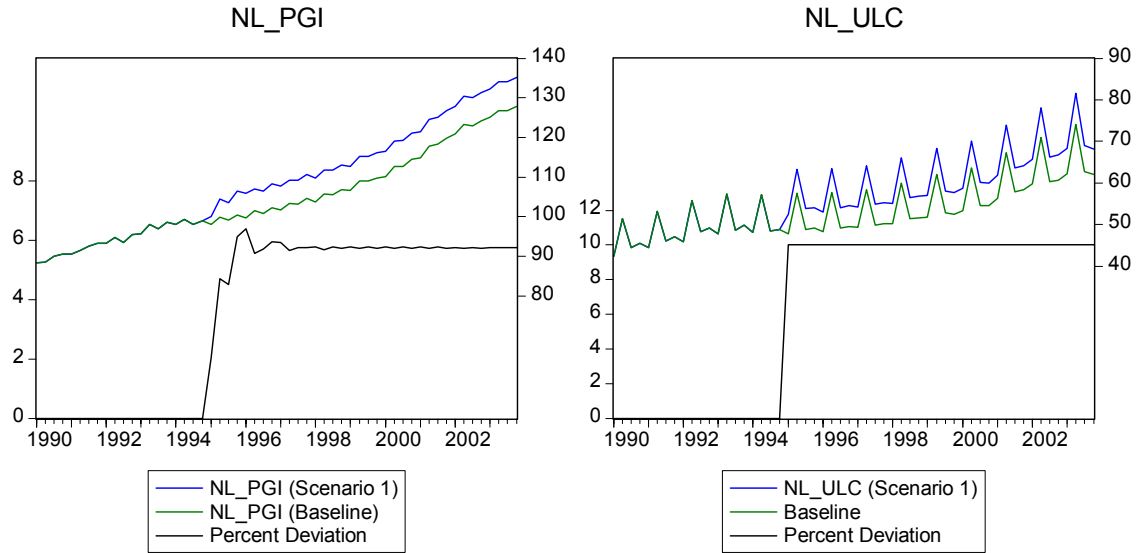 NL_PGI
140
130
120
110
100
90
80
8
6
4
2
0
1990 1992 1994 1996 1998 2000 2002
NL_PGI (Scenario 1)
NL_PGI (Baseline)
Percent Deviation
NL_ULC
90
80
70
60
50
40
12
10
8
6
4
2
0
1990 1992 1994 1996 1998 2000 2002
NL_ULC (Scenario 1)
Baseline
Percent Deviation